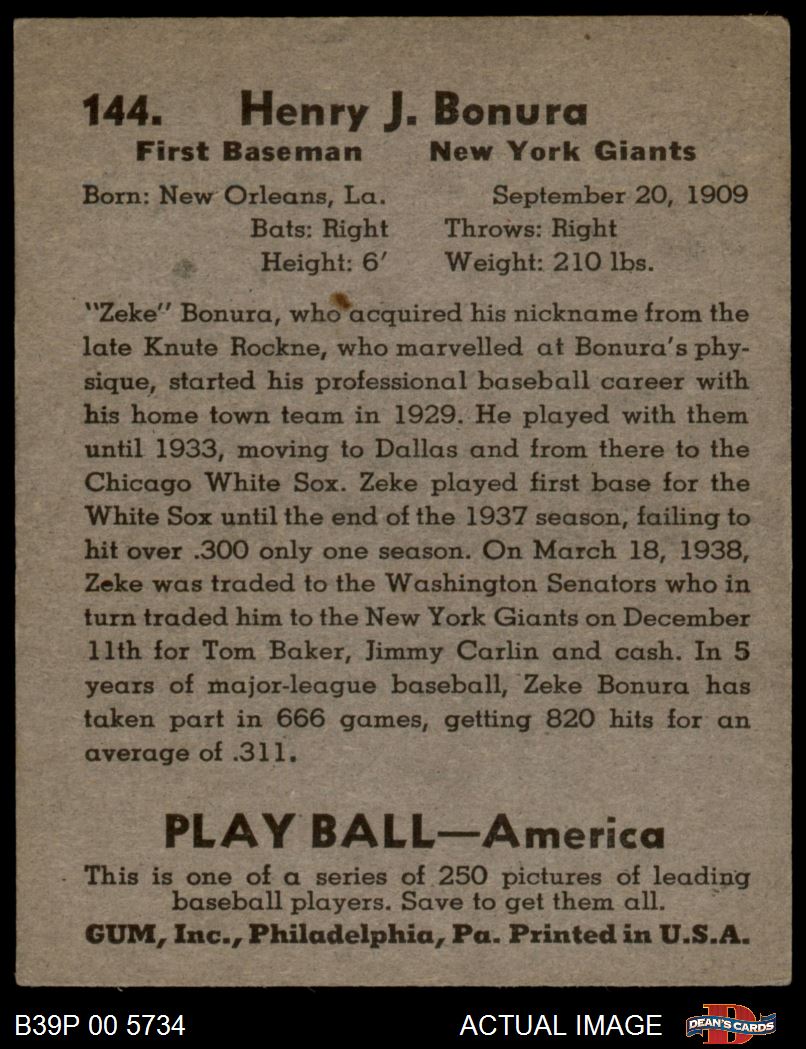 144. Henry J. Bonura
First Baseman New York Giants
Born: New Orleans, La. September 20, 1909
Bats: Right Throws: Right
Height: 6' Weight: 210 lbs.
"Zeke" Bonura, who acquired his nickname from the
late Knute Rockne, who marvelled at Bonura's phy-
sique, started his professional baseball career with
his home town team in 1929. He played with them
until 1933, moving to Dallas and from there to the
Chicago White Sox. Zeke played first base for the
White Sox until the end of the 1937 season, failing to
hit over .300 only one season. On March 18, 1938,
Zeke was traded to the Washington Senators who in
turn traded him to the New York Giants on December
11th for Tom Baker, Jimmy Carlin and cash. In 5
years of major-league baseball, Zeke Bonura has
taken part in 666 games, getting 820 hits for an
average of .311.
PLAY BALL—America
This is one of a series of 250 pictures of leading
baseball players. Save to get them all.
GUM, Inc., Philadelphia, Pa. Printed in U.S.A.
B39P 00 5734 ACTUAL IMAGE D DEAN'S CARDS